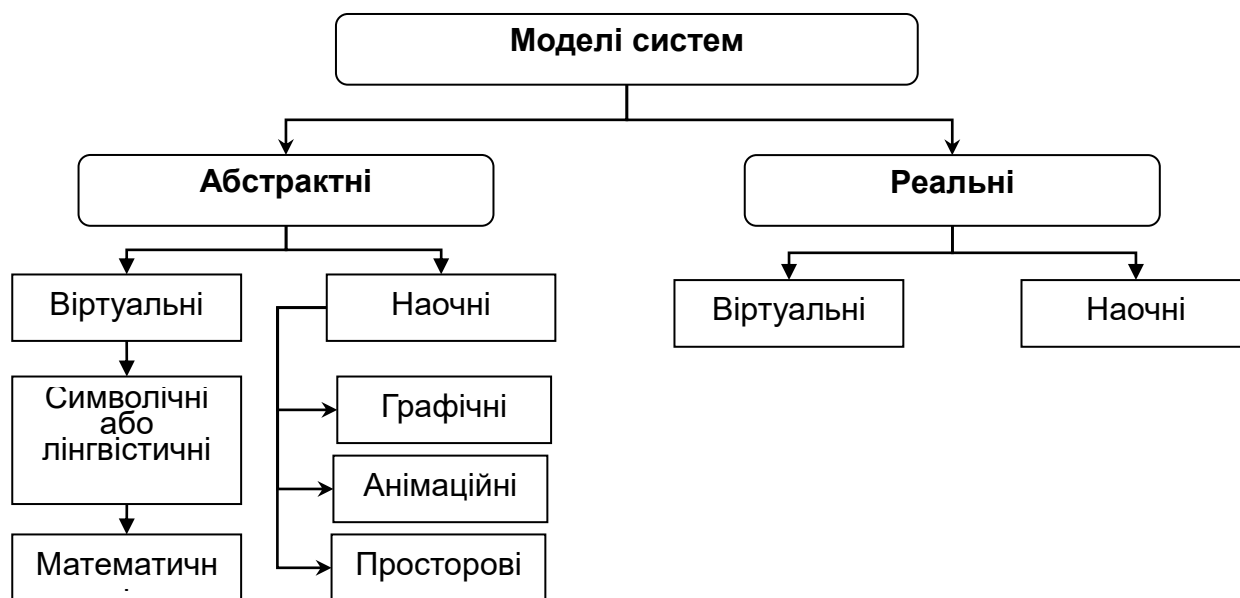 Моделі систем
Абстрактні
Реальні
Віртуальні
Наочні
Віртуальні
Наочні
Символічні
або
лінгвістичні
Графічні
Анімаційні
Математичн
і
Просторові